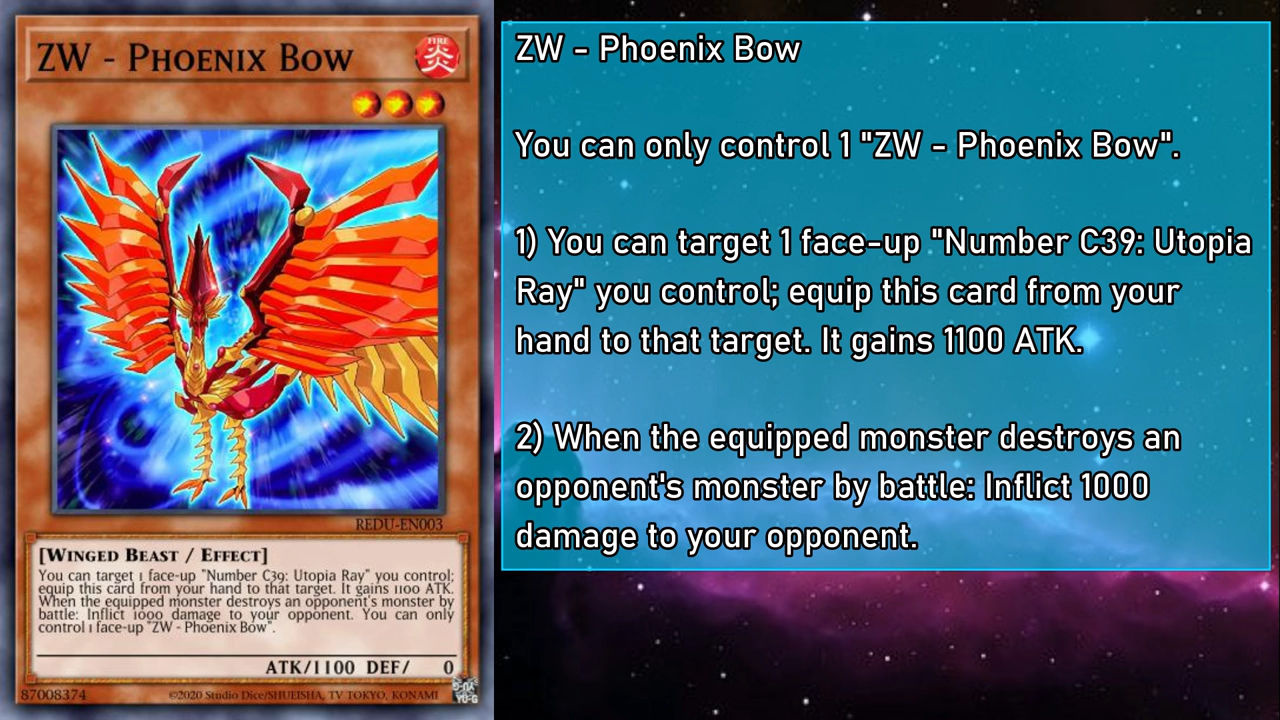 ZW - Phoenix Bow
FIRE
炎
REDU-EN003
[Winged Beast / Effect]
You can target 1 face-up "Number C39: Utopia Ray" you control;
equip this card from your hand to that target. It gains 1100 ATK.
When the equipped monster destroys an opponent's monster by
battle: Inflict 1000 damage to your opponent. You can only
control 1 face-up "ZW - Phoenix Bow".
ATK/1100 DEF/ 0
87008374
©2020 Studio Dice/SHUEISHA, TV TOKYO, KONAMI
ZW - Phoenix Bow
You can only control 1 "ZW - Phoenix Bow".
1) You can target 1 face-up "Number C39: Utopia
Ray" you control; equip this card from your
hand to that target. It gains 1100 ATK.
2) When the equipped monster destroys an
opponent's monster by battle: Inflict 1000
damage to your opponent.